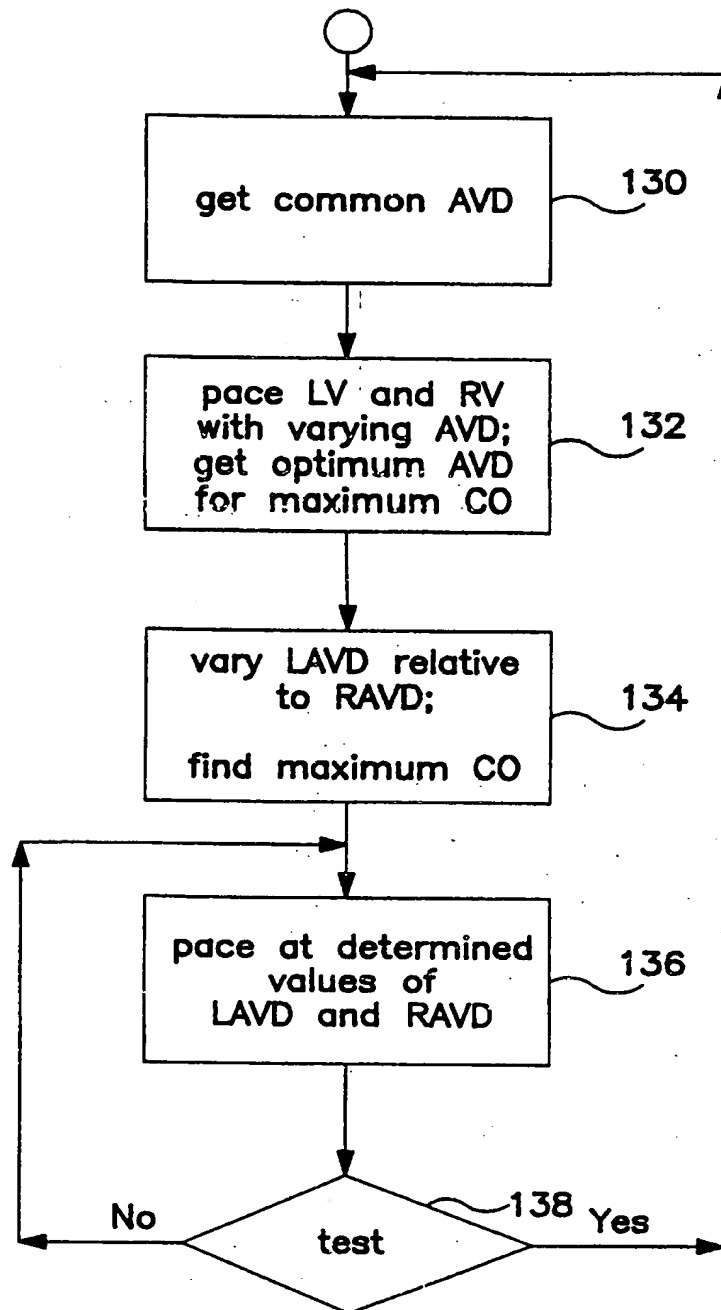 get common AVD
130
pace LV and RV
with varying AVD;
get optimum AVD
for maximum CO
132
vary LAVD relative
to RAVD;
find maximum CO
134
pace at determined
values of
LAVD and RAVD
136
138
No
test
Yes